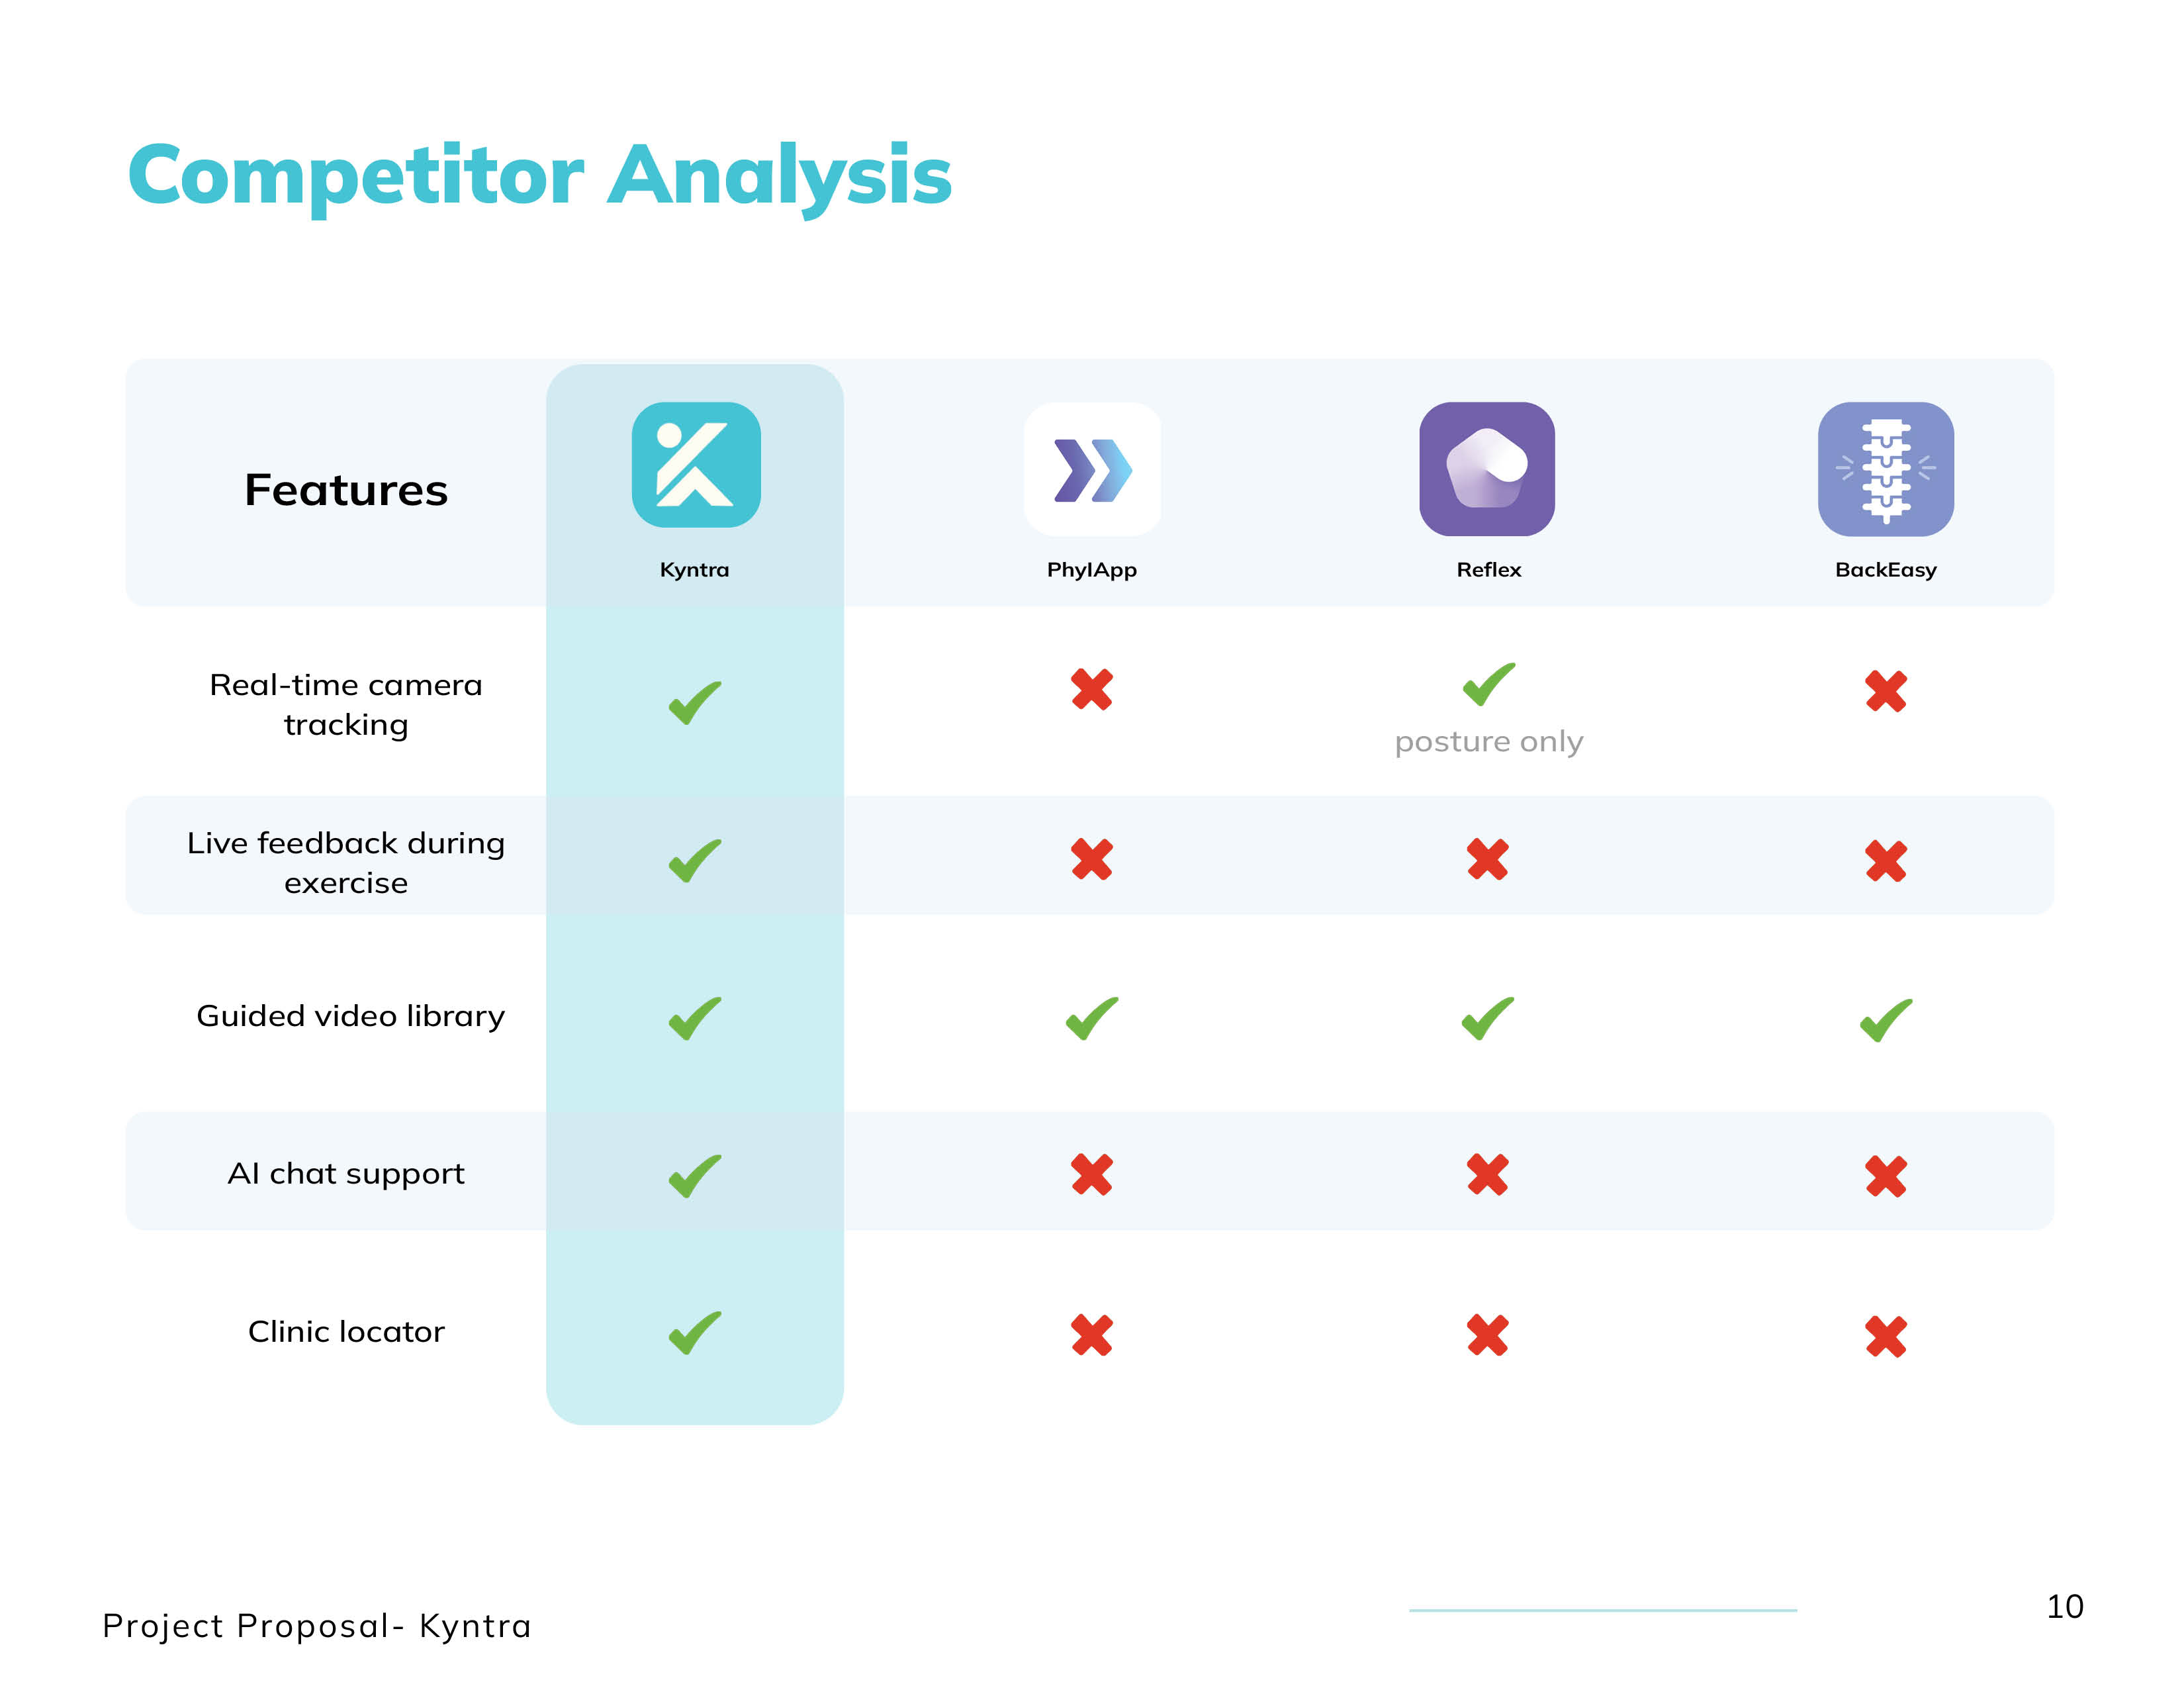 Competitor Analysis
Features
Kyntra
PhyIApp
Reflex
BackEasy
Real-time camera
tracking
posture only
Live feedback during
exercise
Guided video library
AI chat support
Clinic locator
Project Proposal- Kyntra
10